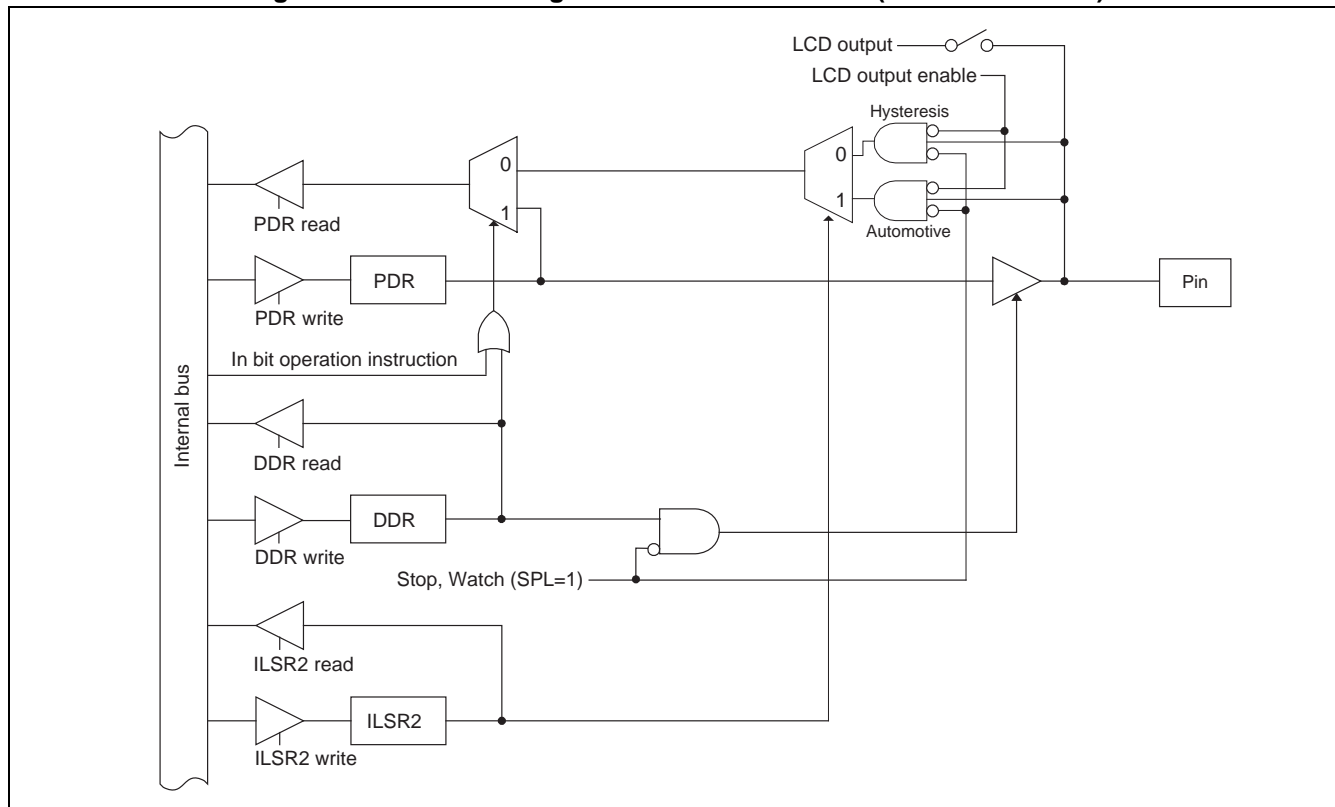 LCD output
LCD output enable
Hysteresis
0
0
1
1
Automotive
PDR read
PDR
Pin
PDR write
In bit operation instruction
Internal bus
DDR read
DDR
DDR write
Stop, Watch (SPL=1)
ILSR2 read
ILSR2
ILSR2 write